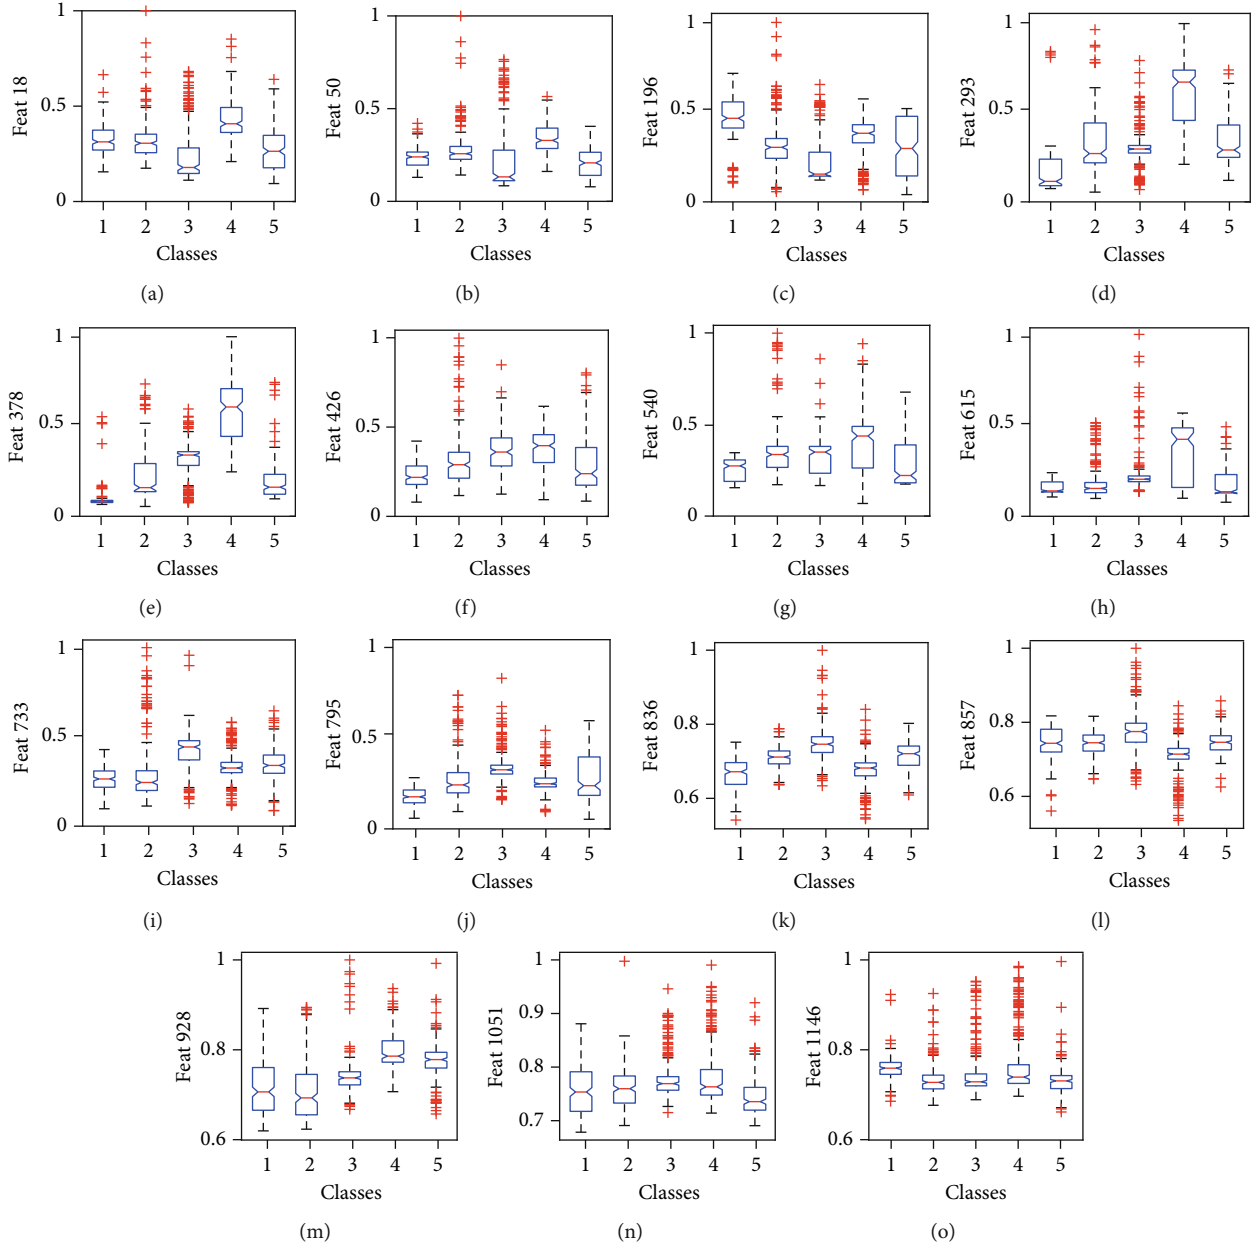 1
0.5
0
Feat 18
1 2 3 4 5
Classes
(a)
1
0.5
0
Feat 50
1 2 3 4 5
Classes
(b)
1
0.5
0
Feat 196
1 2 3 4 5
Classes
(c)
1
0.5
0
Feat 293
1 2 3 4 5
Classes
(d)
1
0.5
0
Feat 378
1 2 3 4 5
Classes
(e)
1
0.5
0
Feat 426
1 2 3 4 5
Classes
(f)
1
0.5
0
Feat 540
1 2 3 4 5
Classes
(g)
1
0.5
0
Feat 615
1 2 3 4 5
Classes
(h)
1
0.5
0
Feat 733
1 2 3 4 5
Classes
(i)
1
0.5
0
Feat 795
1 2 3 4 5
Classes
(j)
1
0.8
0.6
Feat 836
1 2 3 4 5
Classes
(k)
1
0.8
0.6
Feat 857
1 2 3 4 5
Classes
(l)
1
0.8
0.6
Feat 928
1 2 3 4 5
Classes
(m)
1
0.9
0.8
0.7
Feat 1051
1 2 3 4 5
Classes
(n)
1
0.8
0.6
Feat 1146
1 2 3 4 5
Classes
(o)